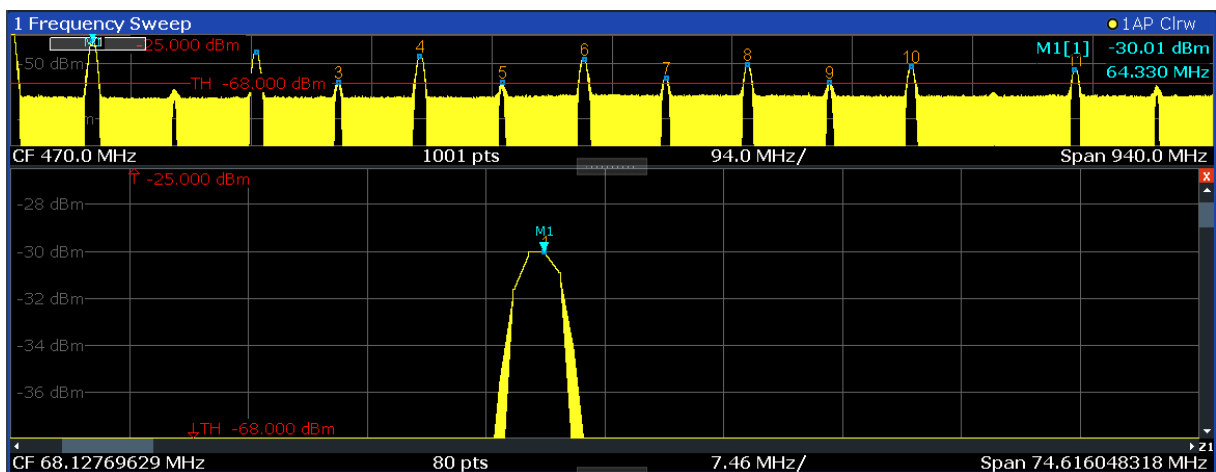 1 Frequency Sweep
1AP Clrw
M1
-25.000 dBm
M1[1] -30.01 dBm
64.330 MHz
-50 dBm
4
6
8
10
3
5
7
9
11
TH -68.000 dBm
CF 470.0 MHz
1001 pts
94.0 MHz/
Span 940.0 MHz
-25.000 dBm
X
-28 dBm
M1
1
-30 dBm
-32 dBm
-34 dBm
-36 dBm
TH -68.000 dBm
Z1
CF 68.12769629 MHz
80 pts
7.46 MHz/
Span 74.616048318 MHz